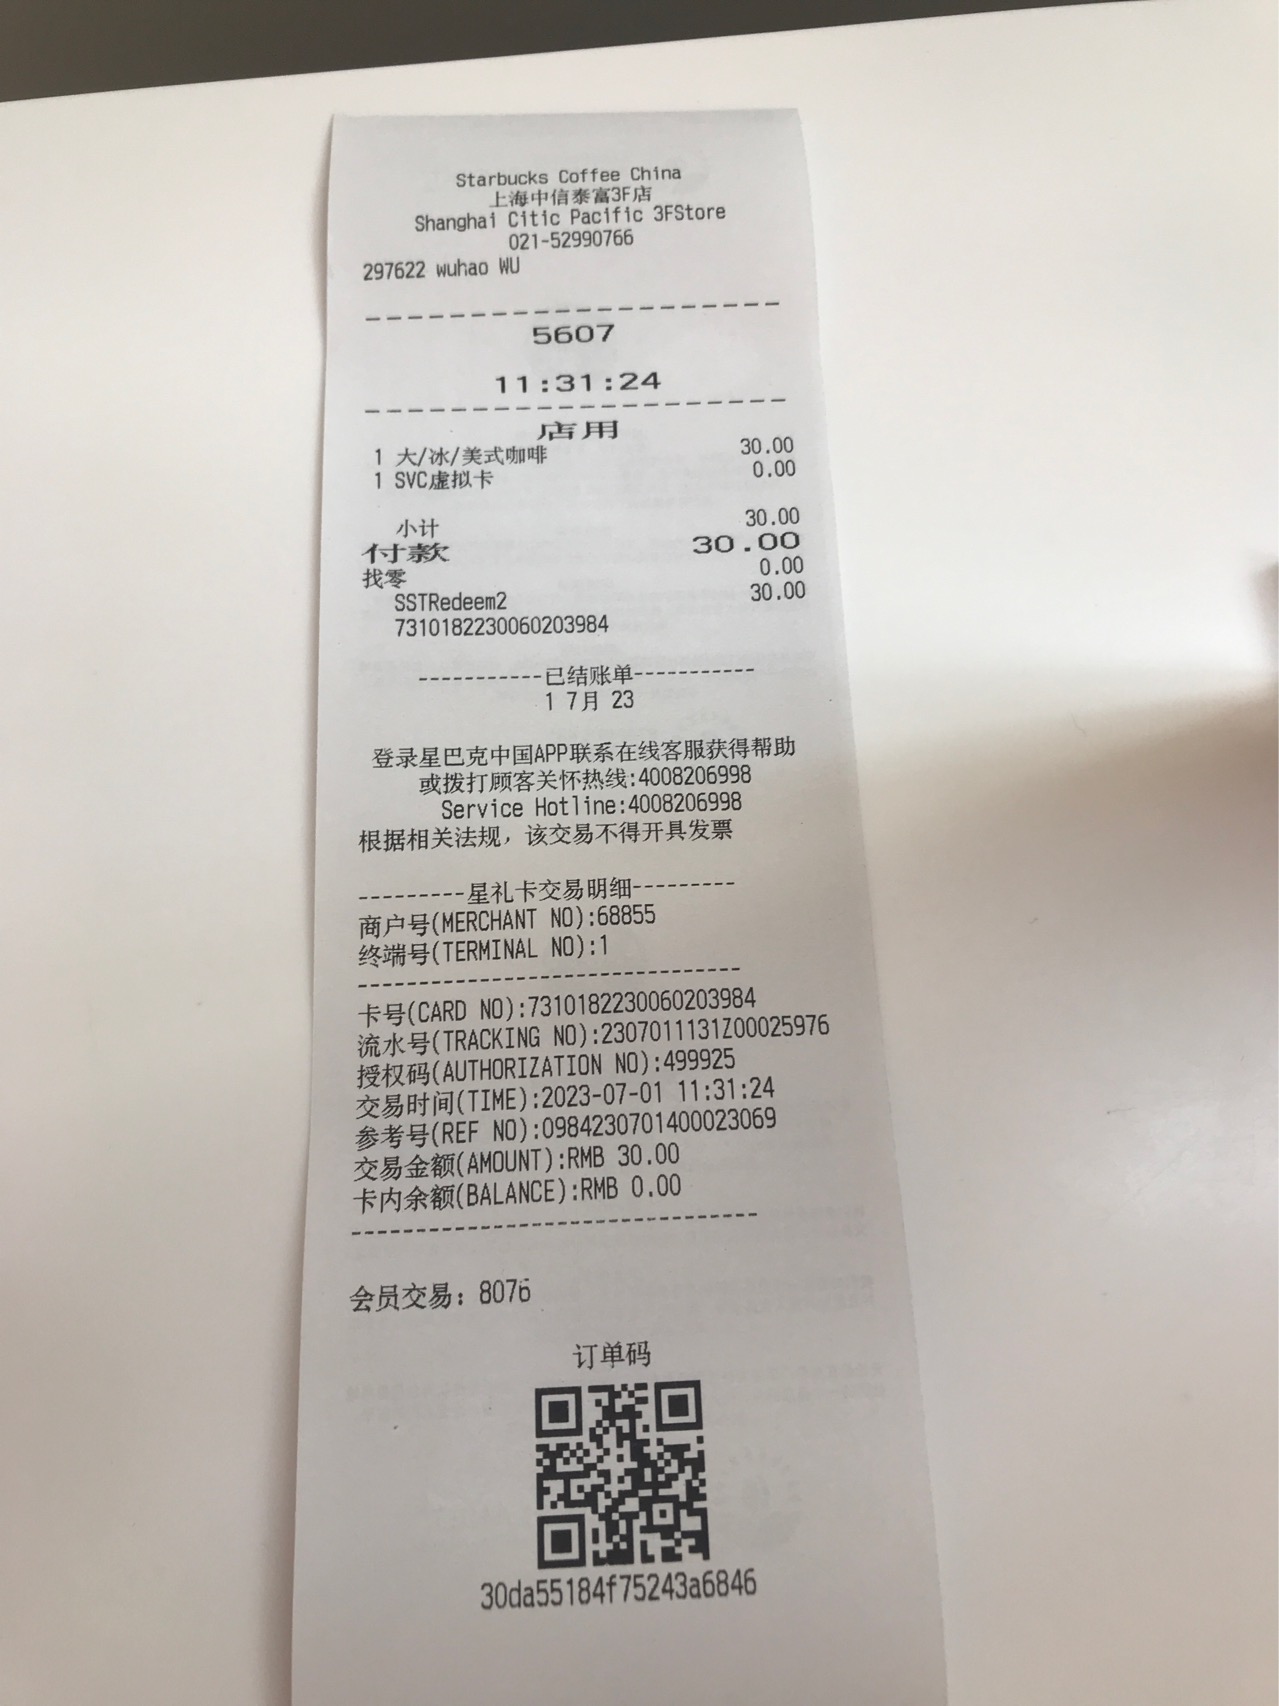 Starbucks Coffee China
上海中信泰富3F店
Shanghai Citic Pacific 3FStore
021-52990766
297622 wuhao WU
--------------------
5607
11:31:24
--------------------
店用
1 大/冰/美式咖啡 30.00
1 SVC虚拟卡 0.00
小计 30.00
付款 30.00
找零 0.00
SSTRedeem2 30.00
7310182230060203984
-----------已结账单-----------
1 7月 23
登录星巴克中国APP联系在线客服获得帮助
或拨打顾客关怀热线:4008206998
Service Hotline:4008206998
根据相关法规，该交易不得开具发票
---------星礼卡交易明细---------
商户号(MERCHANT NO):68855
终端号(TERMINAL NO):1
--------------------------------
卡号(CARD NO):7310182230060203984
流水号(TRACKING NO):2307011131Z00025976
授权码(AUTHORIZATION NO):499925
交易时间(TIME):2023-07-01 11:31:24
参考号(REF NO):0984230701400023069
交易金额(AMOUNT):RMB 30.00
卡内余额(BALANCE):RMB 0.00
--------------------------------
会员交易: 8076
订单码
30da55184f75243a6846